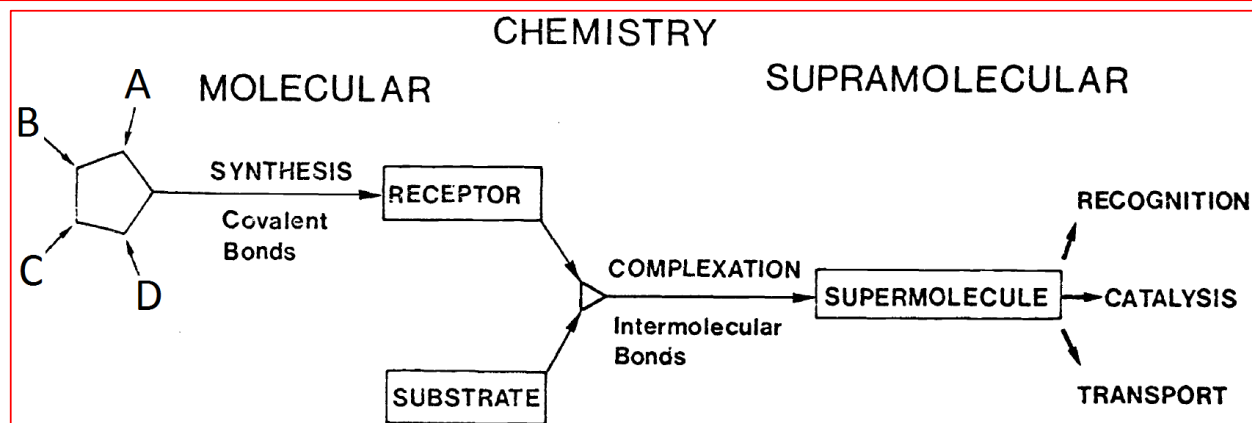 CHEMISTRY
MOLECULAR
SUPRAMOLECULAR
A
B
C
D
SYNTHESIS
Covalent
Bonds
RECEPTOR
SUBSTRATE
COMPLEXATION
Intermolecular
Bonds
SUPERMOLECULE
RECOGNITION
CATALYSIS
TRANSPORT